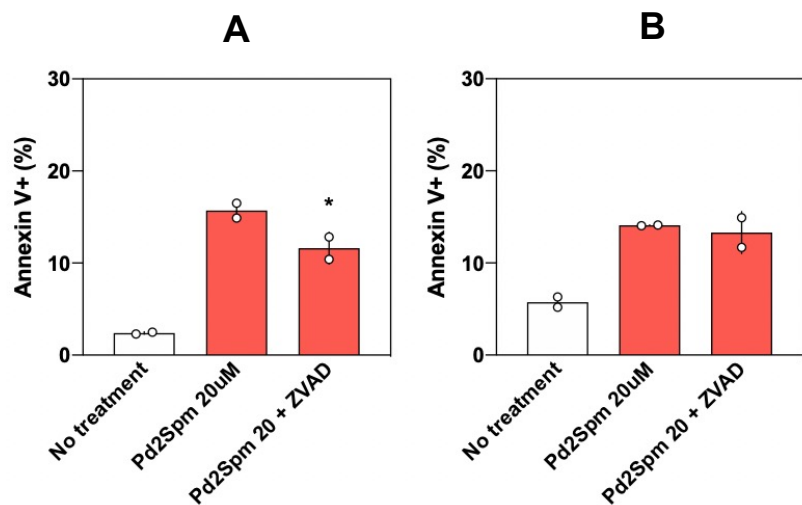 A
B
30
20
10
0
Annexin V+ (%)
*
No treatment
Pd2Spm 20uM
Pd2Spm 20 + ZVAD
30
20
10
0
Annexin V+ (%)
No treatment
Pd2Spm 20uM
Pd2Spm 20 + ZVAD